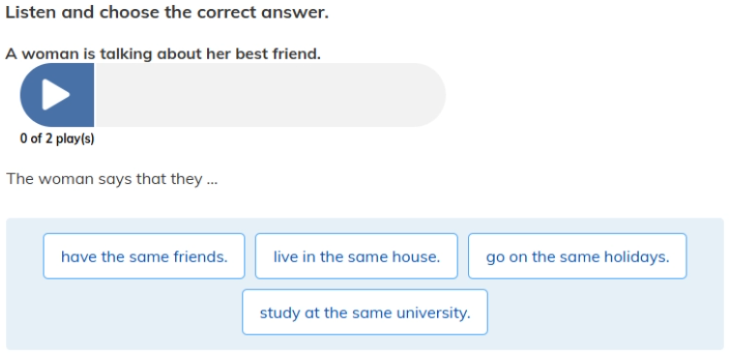 Listen and choose the correct answer.
A woman is talking about her best friend.
0 of 2 play(s)
The woman says that they ...
have the same friends.
live in the same house.
go on the same holidays.
study at the same university.